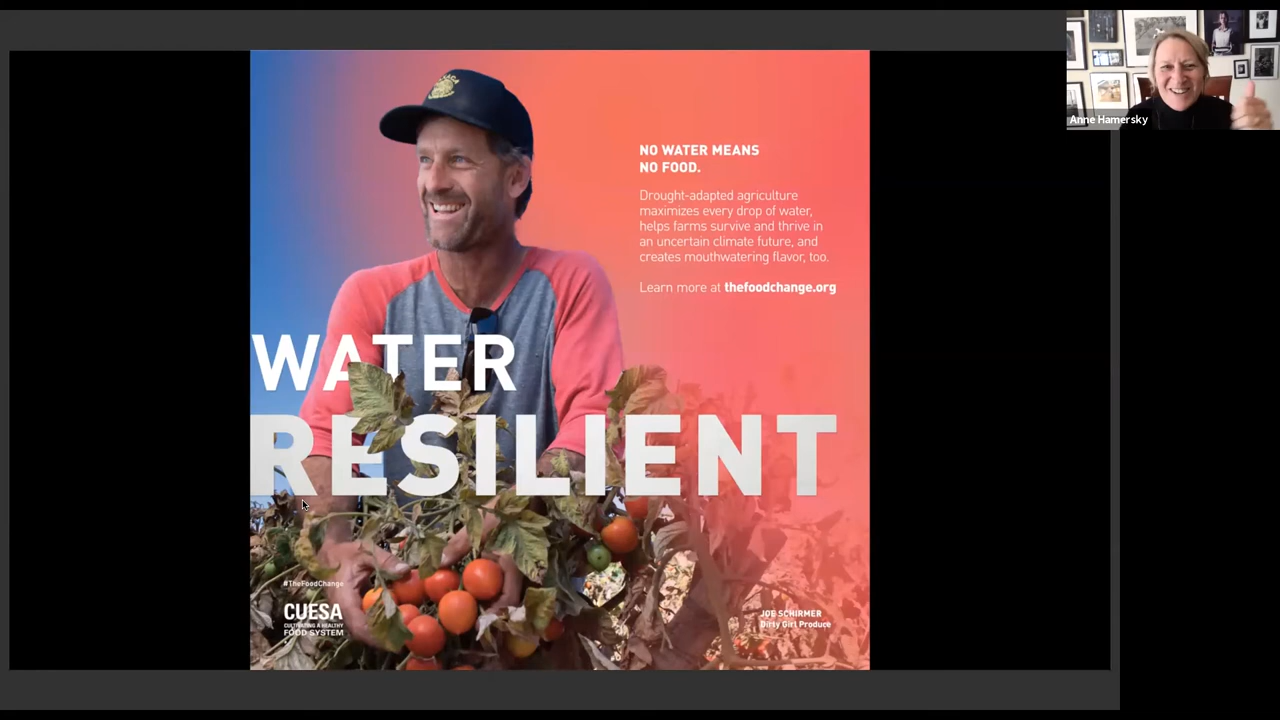 Anne Hamersky
NO WATER MEANS
NO FOOD.
Drought-adapted agriculture
maximizes every drop of water,
helps farms survive and thrive in
an uncertain climate future, and
creates mouthwatering flavor, too.
Learn more at thefoodchange.org
WATER
RESILIENT
#TheFoodChange
CUESA
CULTIVATING A HEALTHY
FOOD SYSTEM
JOE SCHIRMER
Dirty Girl Produce